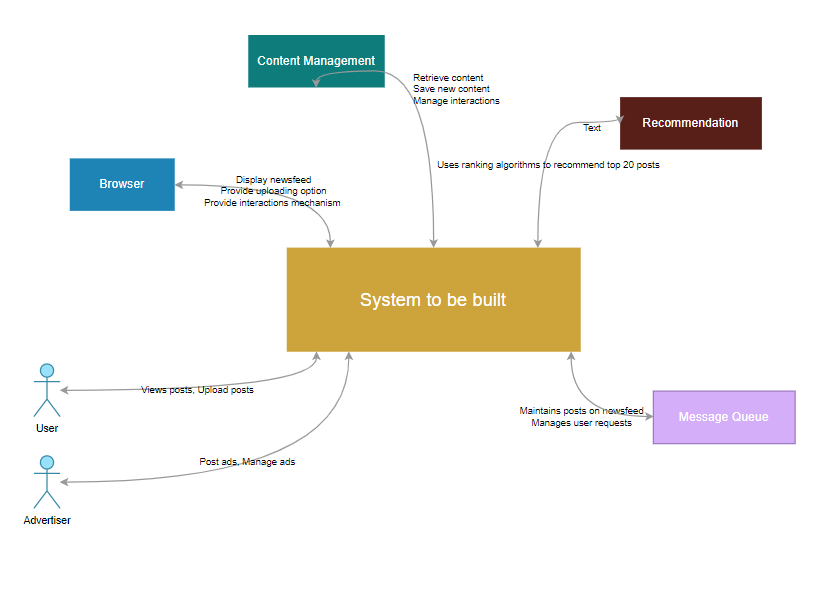 Content Management
Retrieve content
Save new content
Manage interactions
Recommendation
Text
Uses ranking algorithms to recommend top 20 posts
Browser
Display newsfeed
Provide uploading option
Provide interactions mechanism
System to be built
Views posts, Upload posts
User
Maintains posts on newsfeed
Manages user requests
Message Queue
Post ads, Manage ads
Advertiser